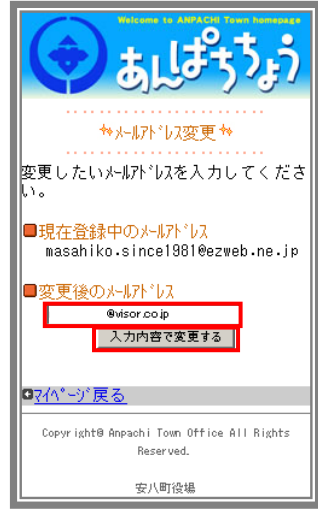 Welcome to ANPACHI Town homepage
あんぱちちょう
メールアドレス変更
変更したいメールアドレスを入力してくださ
い。
■現在登録中のメールアドレス
masahiko.since1981@ezweb.ne.jp
■変更後のメールアドレス
@visor.co.jp
入力内容で変更する
マイページ戻る
Copyright© Anpachi Town Office All Rights
Reserved.
安八町役場